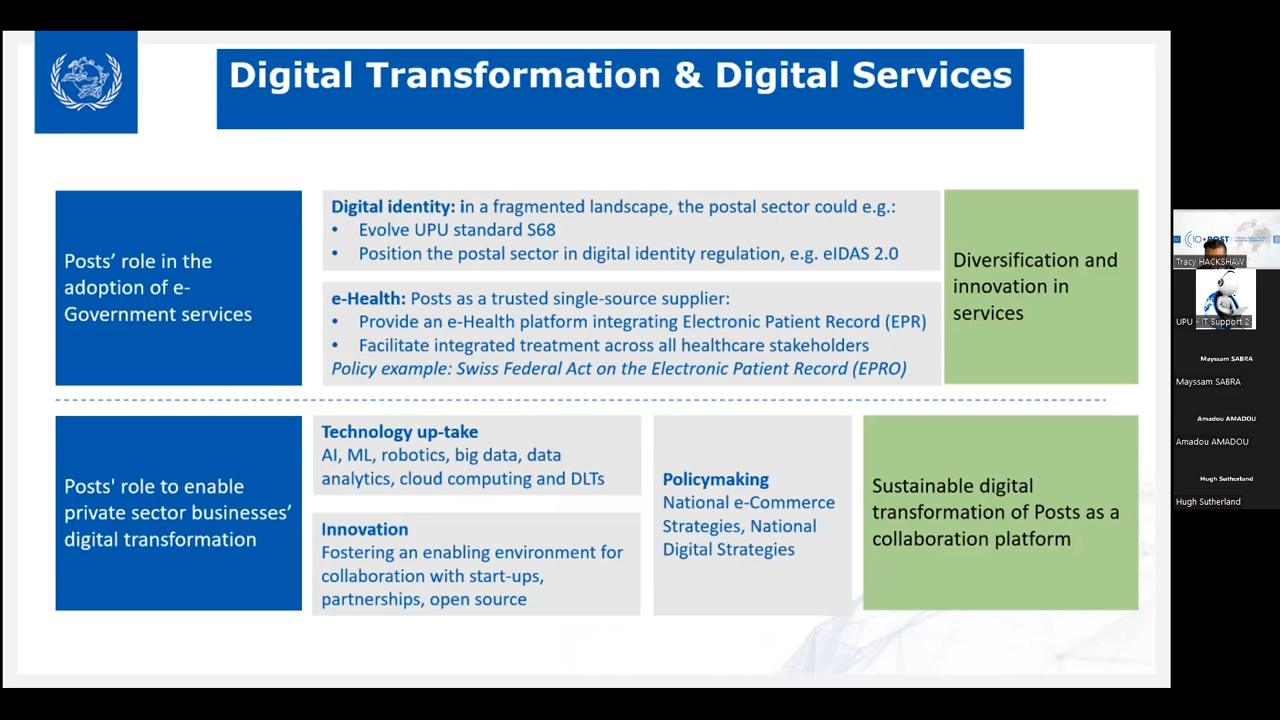 Digital Transformation & Digital Services
Posts’ role in the
adoption of e-
Government services
Digital identity: in a fragmented landscape, the postal sector could e.g.:
• Evolve UPU standard S68
• Position the postal sector in digital identity regulation, e.g. eIDAS 2.0
e-Health: Posts as a trusted single-source supplier:
• Provide an e-Health platform integrating Electronic Patient Record (EPR)
• Facilitate integrated treatment across all healthcare stakeholders
Policy example: Swiss Federal Act on the Electronic Patient Record (EPRO)
Diversification and
innovation in
services
Posts' role to enable
private sector businesses’
digital transformation
Technology up-take
AI, ML, robotics, big data, data
analytics, cloud computing and DLTs
Innovation
Fostering an enabling environment for
collaboration with start-ups,
partnerships, open source
Policymaking
National e-Commerce
Strategies, National
Digital Strategies
Sustainable digital
transformation of Posts as a
collaboration platform
Tracy HACKSHAW
UPU - IT Support 2
Mayssam SABRA
Mayssam SABRA
Amadou AMADOU
Amadou AMADOU
Hugh Sutherland
Hugh Sutherland